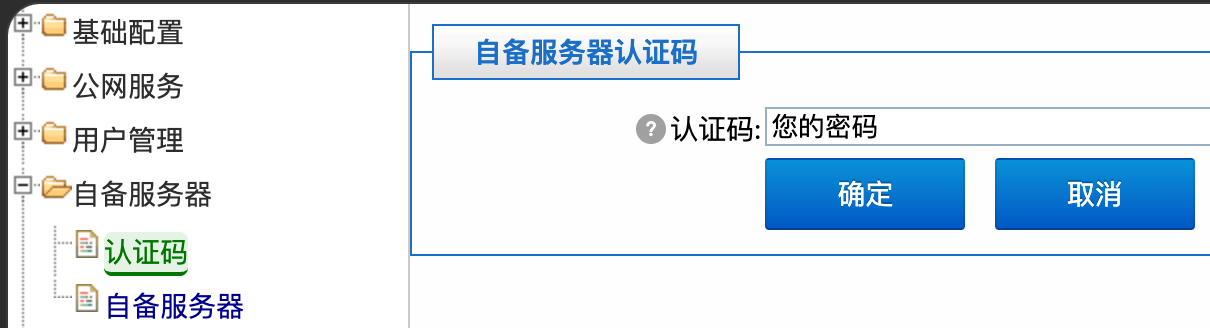 基础配置
公网服务
用户管理
自备服务器
认证码
自备服务器
自备服务器认证码
? 认证码: 您的密码
确定 取消